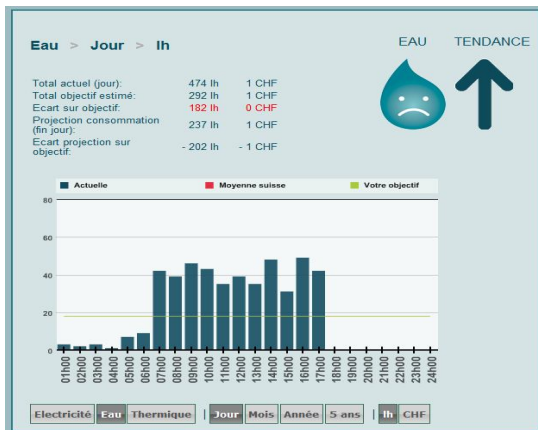 Eau > Jour > lh
EAU TENDANCE
Total actuel (jour): 474 lh 1 CHF
Total objectif estimé: 292 lh 1 CHF
Ecart sur objectif: 182 lh 0 CHF
Projection consommation
(fin jour): 237 lh 1 CHF
Ecart projection sur
objectif: - 202 lh - 1 CHF
Actuelle Moyenne suisse Votre objectif
80
60
40
20
0
01h00 02h00 03h00 04h00 05h00 06h00 07h00 08h00 09h00 10h00 11h00 12h00 13h00 14h00 15h00 16h00 17h00 18h00 19h00 20h00 21h00 22h00 23h00 24h00
Electricité Eau Thermique | Jour Mois Année 5 ans | lh CHF